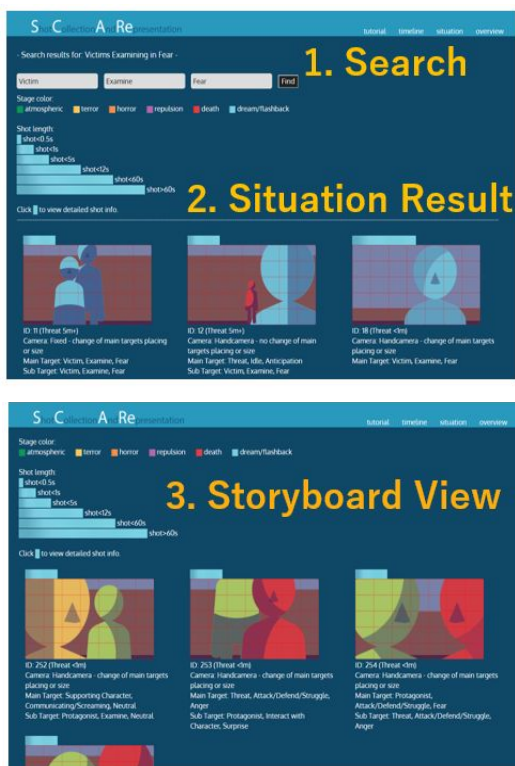 Shot Collection And Representation
tutorial timeline situation overview
- Search results for: Victims Examining in Fear -
1. Search
Victim Examine Fear Find
Stage color:
atmospheric terror horror repulsion death dream/flashback
Shot length:
shot<0.5s
shot<1s
shot<5s
shot<12s
shot<60s
shot>60s
2. Situation Result
Click to view detailed shot info.
ID: 11 (Threat 5m+)
Camera: Fixed - change of main targets placing
or size
Main Target: Victim, Examine, Fear
Sub Target: Victim, Examine, Fear
ID: 12 (Threat 5m+)
Camera: Handcamera - no change of main
targets placing or size
Main Target: Threat, Idle, Anticipation
Sub Target: Victim, Examine, Fear
ID: 18 (Threat <1m)
Camera: Handcamera - change of main targets
placing or size
Main Target: Victim, Examine, Fear
Shot Collection And Representation
tutorial timeline situation overview
Stage color:
atmospheric terror horror repulsion death dream/flashback
Shot length:
shot<0.5s
shot<1s
shot<5s
shot<12s
shot<60s
shot>60s
3. Storyboard View
Click to view detailed shot info.
ID: 252 (Threat <1m)
Camera: Handcamera - change of main targets
placing or size
Main Target: Supporting Character,
Communicating/Screaming, Neutral
Sub Target: Protagonist, Examine, Neutral
ID: 253 (Threat <1m)
Camera: Handcamera - change of main targets
placing or size
Main Target: Threat, Attack/Defend/Struggle,
Anger
Sub Target: Protagonist, Interact with
Character, Surprise
ID: 254 (Threat <1m)
Camera: Handcamera - change of main targets
placing or size
Main Target: Protagonist,
Attack/Defend/Struggle, Fear
Sub Target: Threat, Attack/Defend/Struggle,
Anger